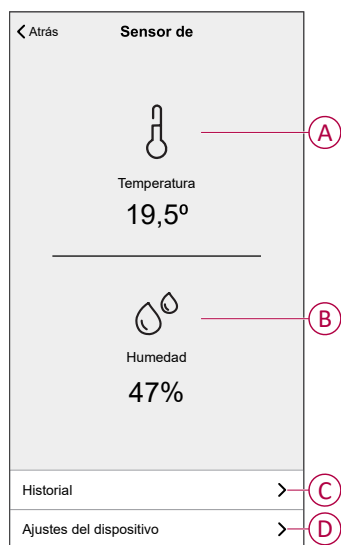 Atrás Sensor de
A
Temperatura
19,5º
B
Humedad
47%
Historial C
Ajustes del dispositivo D